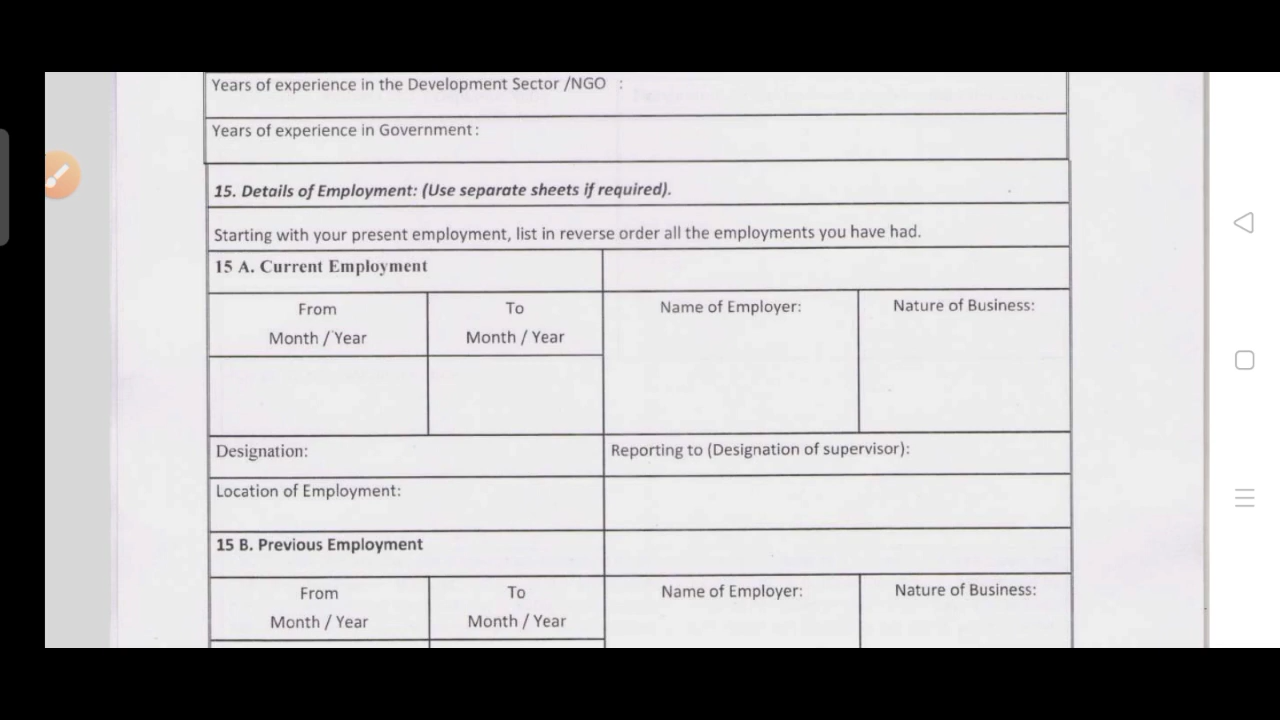 Years of experience in the Development Sector /NGO :
Years of experience in Government:
15. Details of Employment: (Use separate sheets if required).
Starting with your present employment, list in reverse order all the employments you have had.
15 A. Current Employment
From
Month / Year
To
Month / Year
Name of Employer:
Nature of Business:
Designation:
Reporting to (Designation of supervisor):
Location of Employment:
15 B. Previous Employment
From
Month / Year
To
Month / Year
Name of Employer:
Nature of Business: